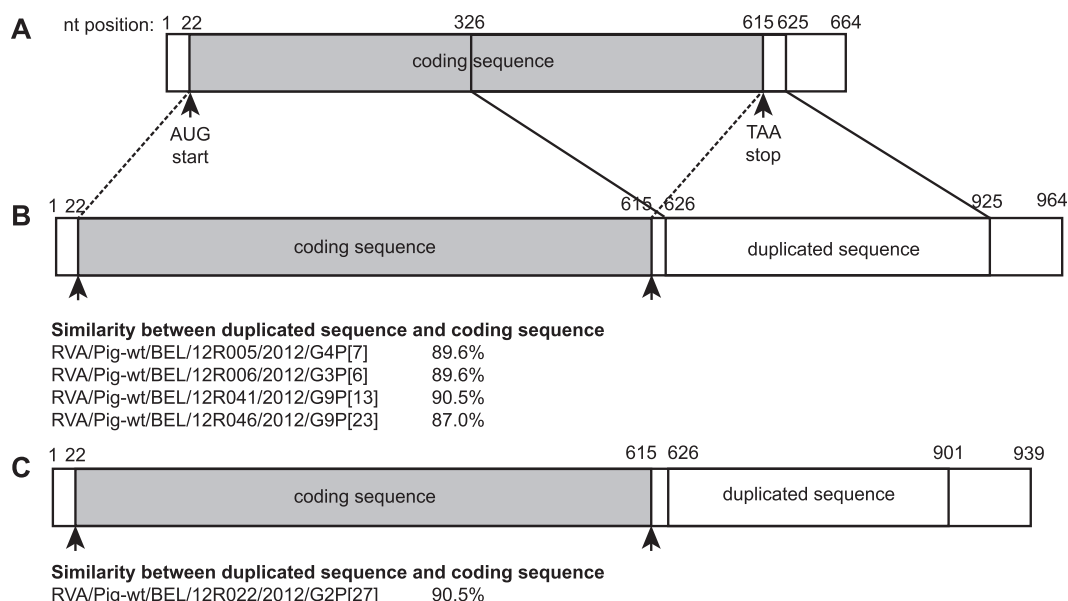 A
nt position: 1 22 326 615 625 664
coding sequence
AUG
start
TAA
stop
B
1 22 615 626 925 964
coding sequence duplicated sequence
Similarity between duplicated sequence and coding sequence
RVA/Pig-wt/BEL/12R005/2012/G4P[7] 89.6%
RVA/Pig-wt/BEL/12R006/2012/G3P[6] 89.6%
RVA/Pig-wt/BEL/12R041/2012/G9P[13] 90.5%
RVA/Pig-wt/BEL/12R046/2012/G9P[23] 87.0%
C
1 22 615 626 901 939
coding sequence duplicated sequence
Similarity between duplicated sequence and coding sequence
RVA/Pig-wt/BEL/12R022/2012/G2P[27] 90.5%